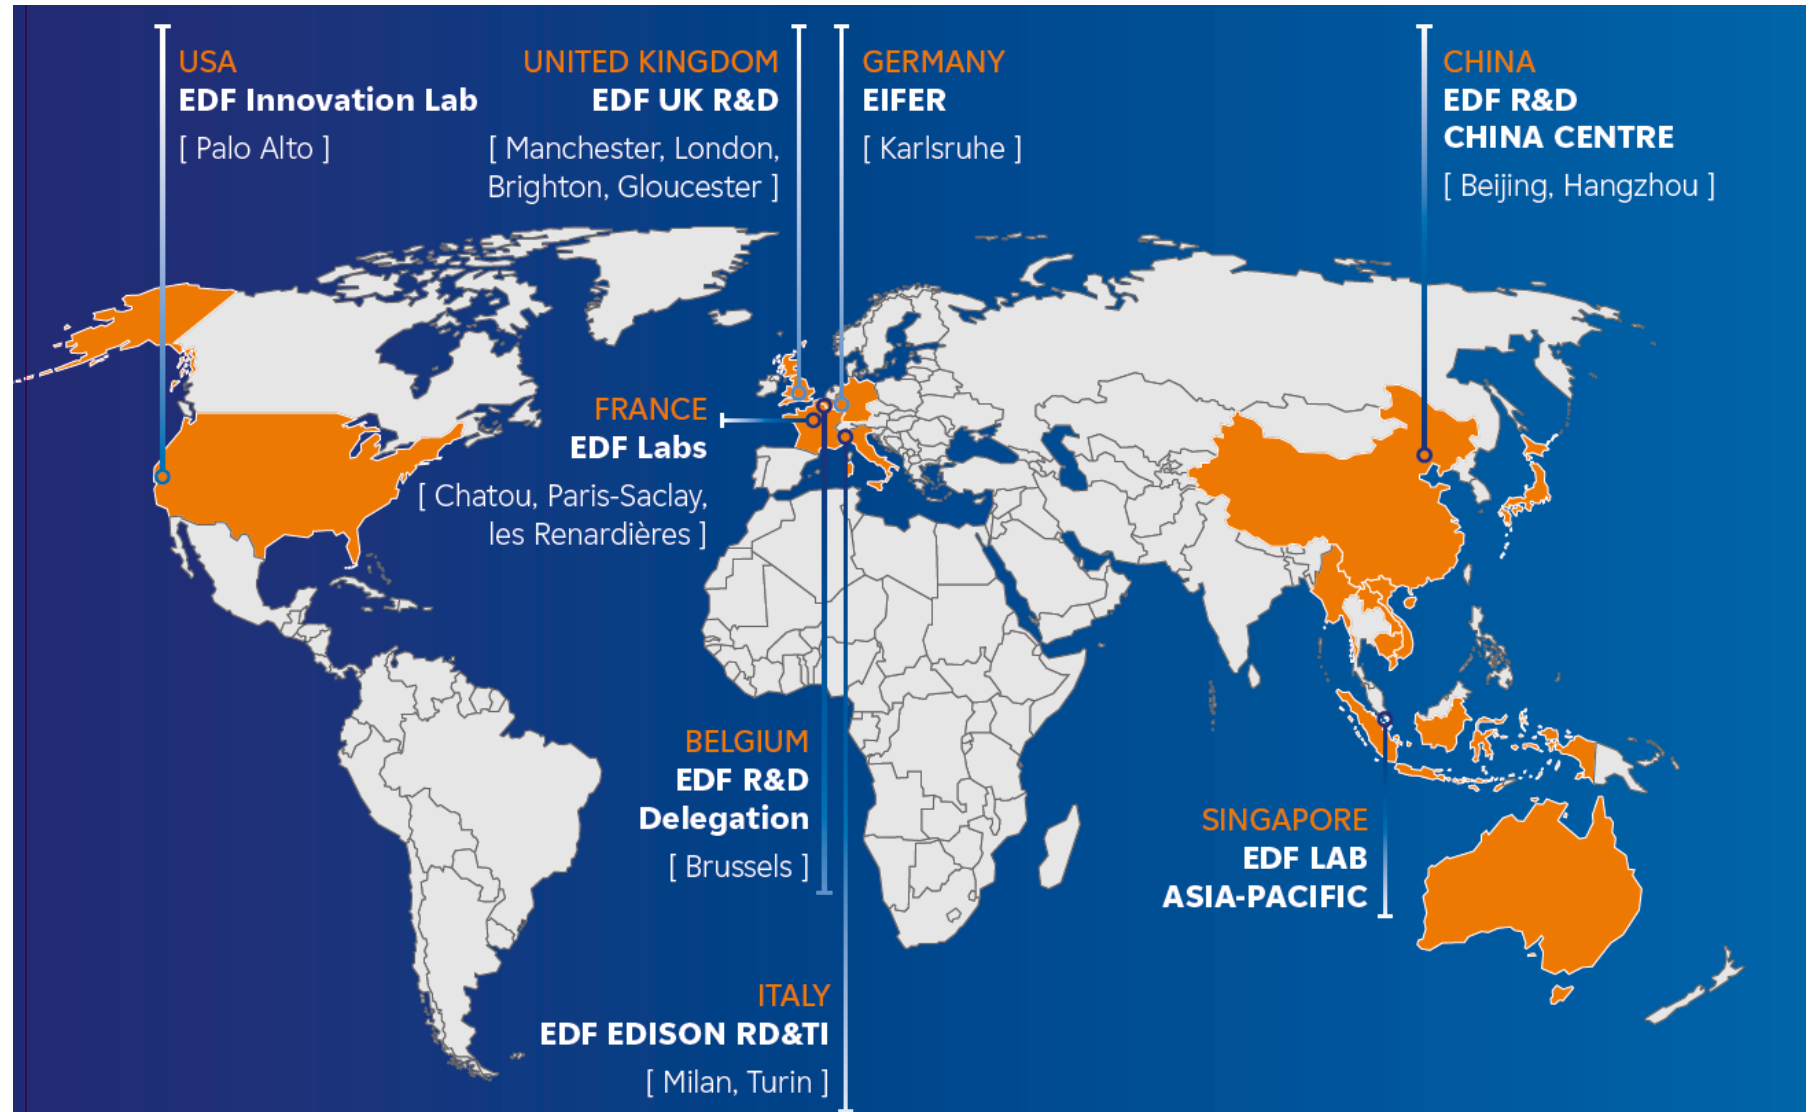 USA
EDF Innovation Lab
[ Palo Alto ]
UNITED KINGDOM
EDF UK R&D
[ Manchester, London,
Brighton, Gloucester ]
GERMANY
EIFER
[ Karlsruhe ]
CHINA
EDF R&D
CHINA CENTRE
[ Beijing, Hangzhou ]
FRANCE
EDF Labs
[ Chatou, Paris-Saclay,
les Renardières ]
BELGIUM
EDF R&D
Delegation
[ Brussels ]
SINGAPORE
EDF LAB
ASIA-PACIFIC
ITALY
EDF EDISON RD&TI
[ Milan, Turin ]